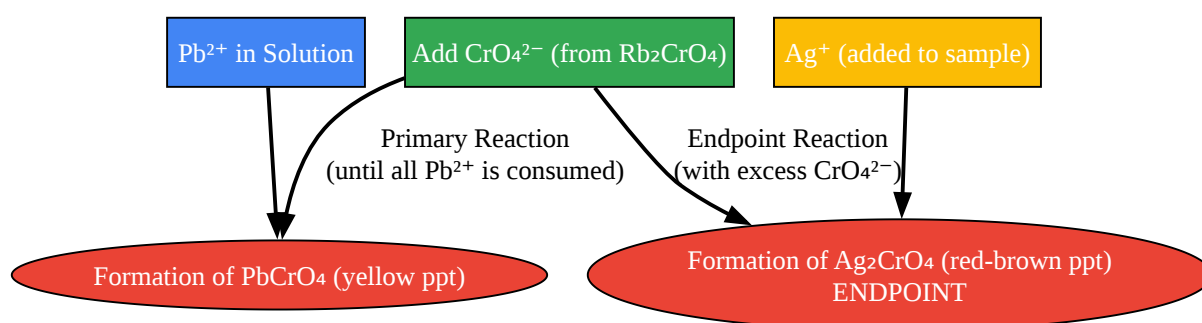 Pb²⁺ in Solution
Add CrO₄²⁻ (from Rb₂CrO₄)
Ag⁺ (added to sample)
Primary Reaction
(until all Pb²⁺ is consumed)
Endpoint Reaction
(with excess CrO₄²⁻)
Formation of PbCrO₄ (yellow ppt)
Formation of Ag₂CrO₄ (red-brown ppt)
ENDPOINT